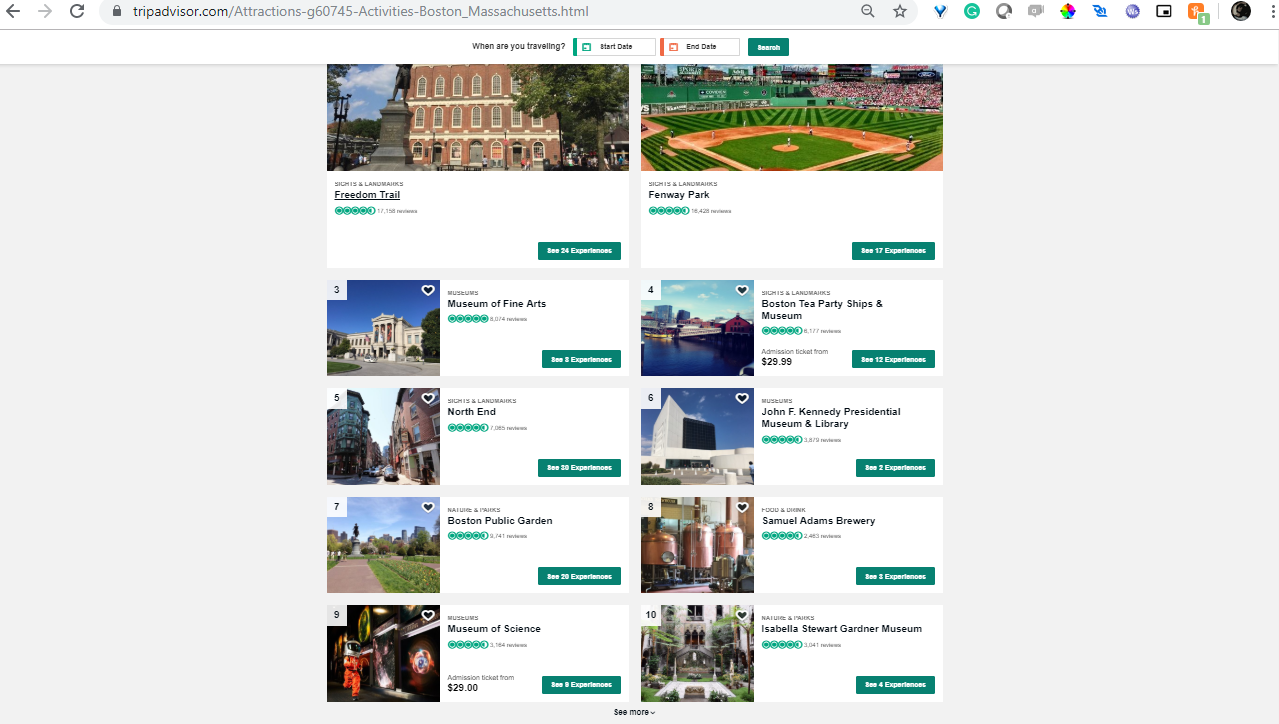 tripadvisor.com/Attractions-g60745-Activities-Boston_Massachusetts.html
1
When are you traveling?
Start Date
End Date
Search
COVIDIEN
Ford
SIGHTS & LANDMARKS
Freedom Trail
17,158 reviews
See 24 Experiences
SIGHTS & LANDMARKS
Fenway Park
16,428 reviews
See 17 Experiences
3
MUSEUMS
Museum of Fine Arts
8,074 reviews
See 8 Experiences
4
SIGHTS & LANDMARKS
Boston Tea Party Ships &
Museum
6,177 reviews
Admission ticket from
$29.99
See 12 Experiences
5
SIGHTS & LANDMARKS
North End
7,065 reviews
See 30 Experiences
6
MUSEUMS
John F. Kennedy Presidential
Museum & Library
3,879 reviews
See 2 Experiences
7
NATURE & PARKS
Boston Public Garden
9,741 reviews
See 20 Experiences
8
FOOD & DRINK
Samuel Adams Brewery
2,463 reviews
See 3 Experiences
9
MUSEUMS
Museum of Science
3,164 reviews
Admission ticket from
$29.00
See 9 Experiences
10
NATURE & PARKS
Isabella Stewart Gardner Museum
3,041 reviews
See 4 Experiences
See more